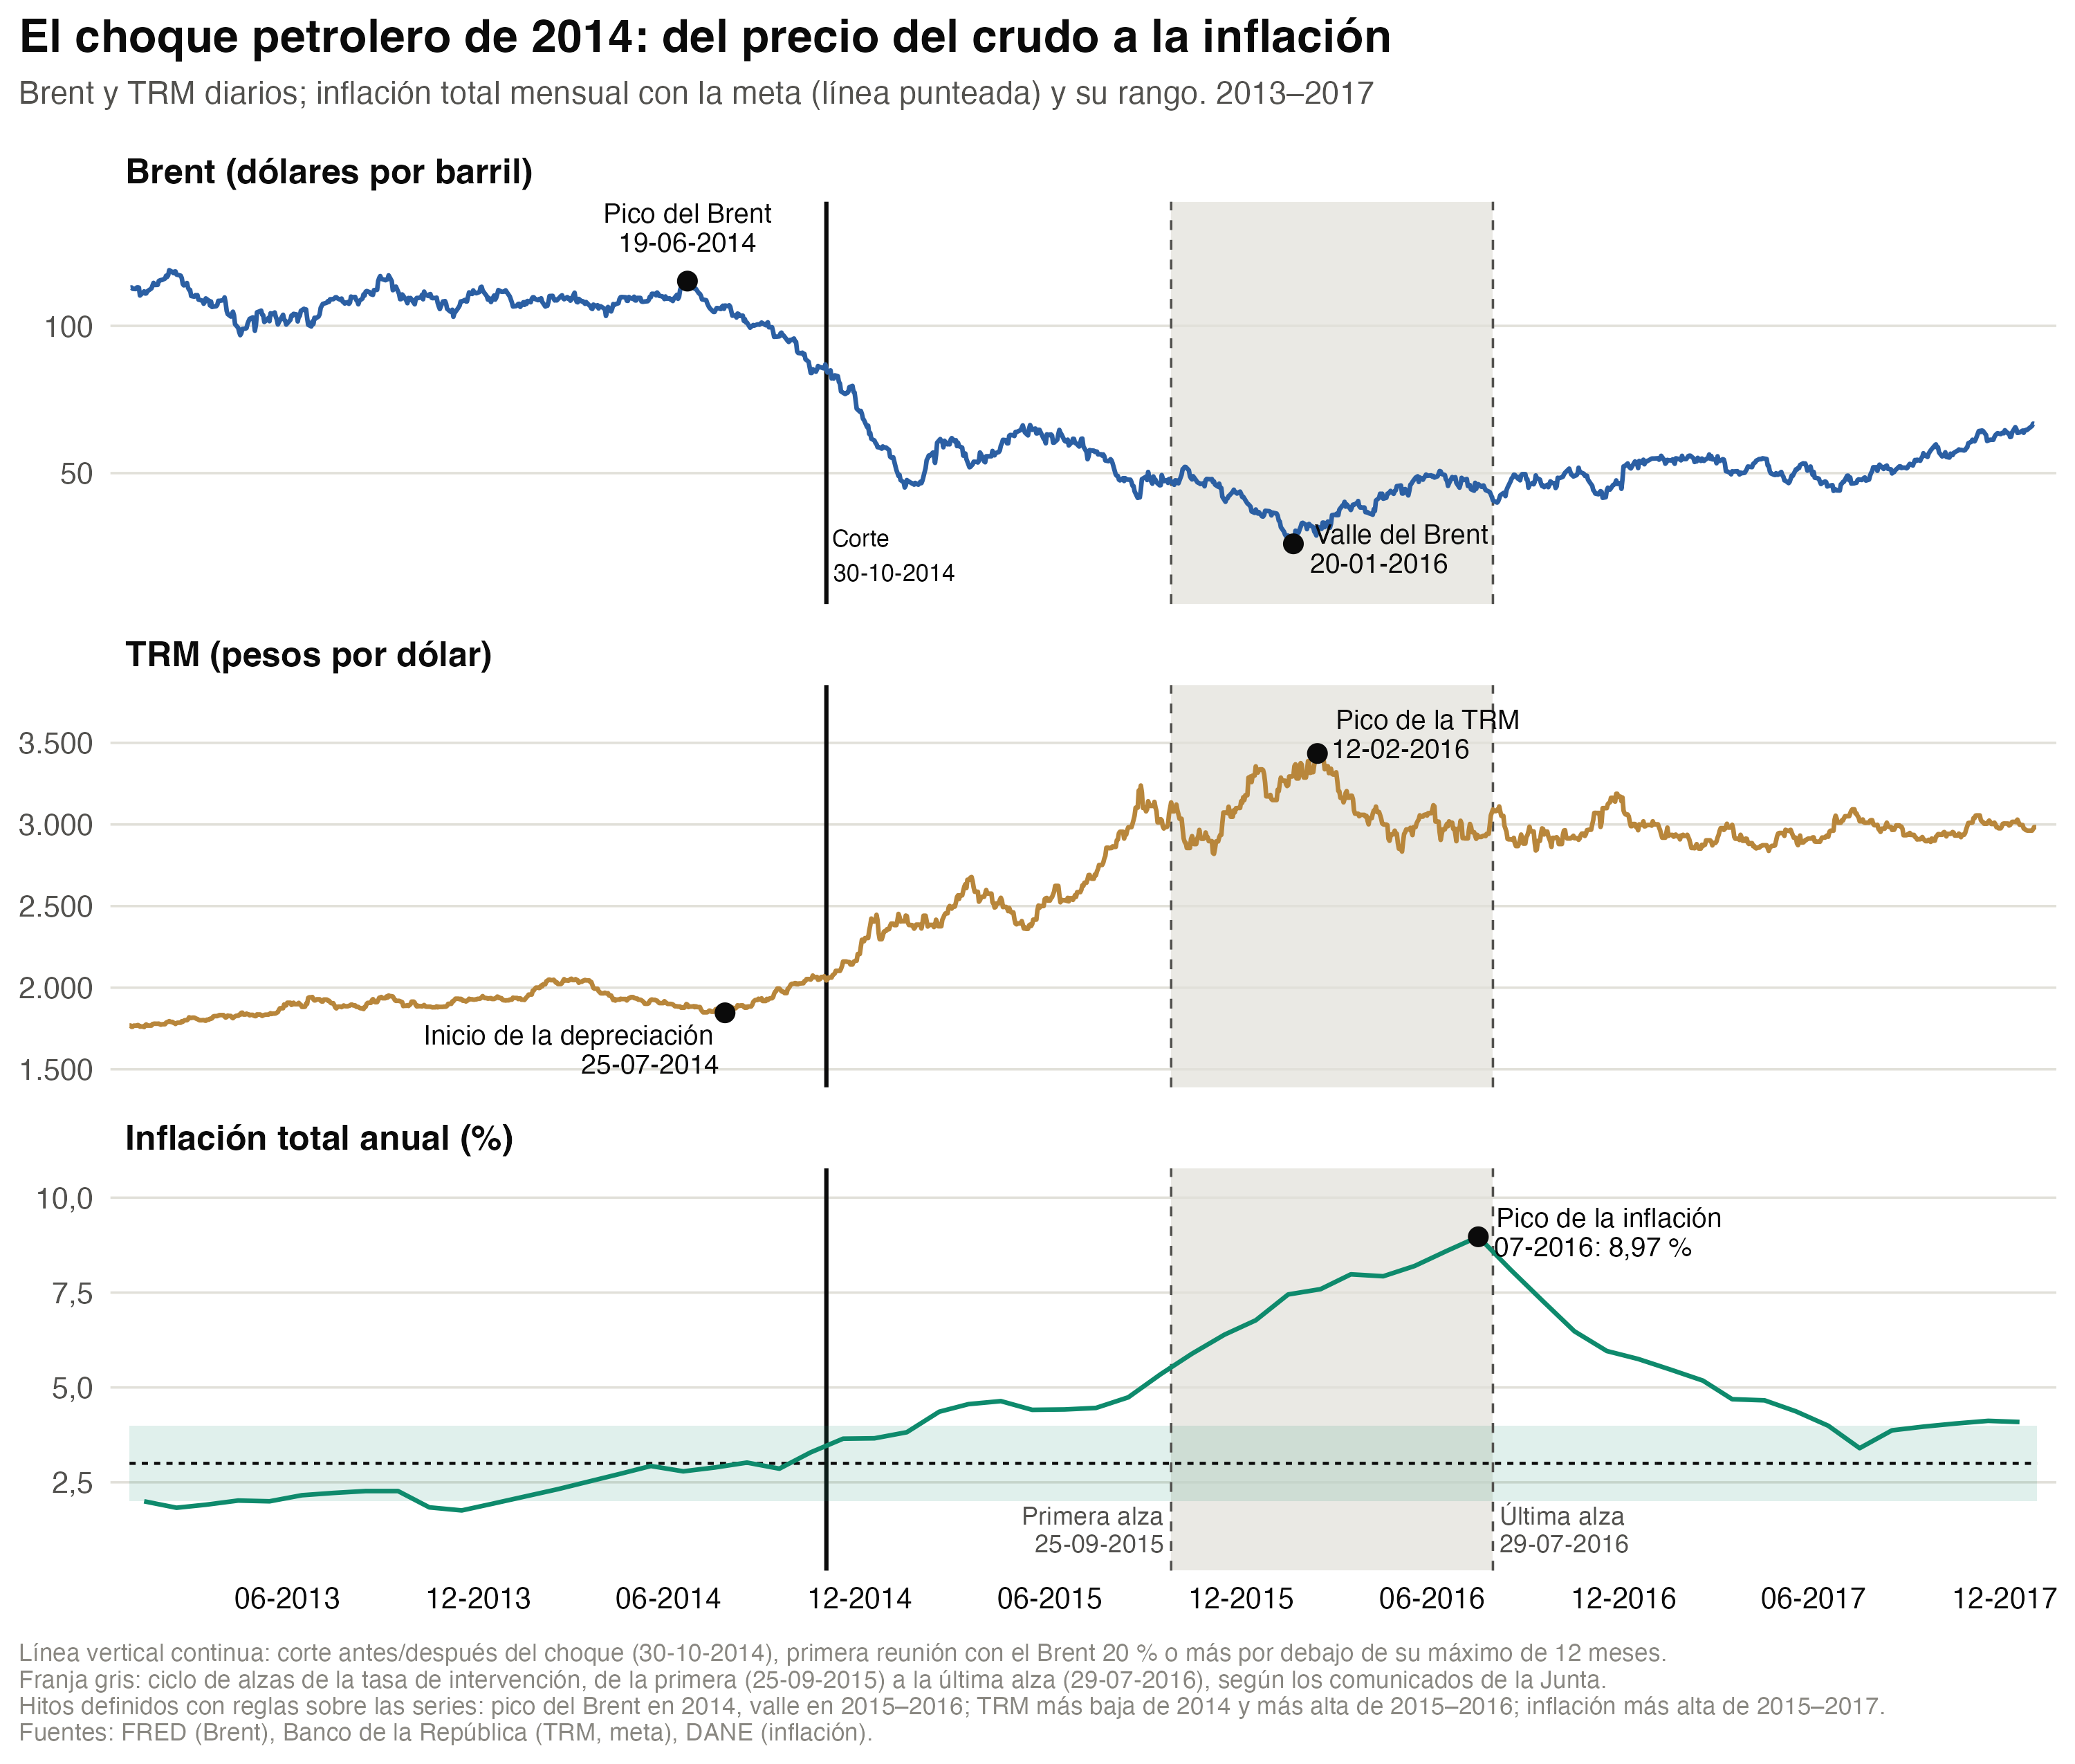 El choque petrolero de 2014: del precio del crudo a la inflación
Brent y TRM diarios; inflación total mensual con la meta (línea punteada) y su rango. 2013–2017
Brent (dólares por barril)
Pico del Brent
19-06-2014
100
50
Corte
30-10-2014
Valle del Brent
20-01-2016
TRM (pesos por dólar)
Pico de la TRM
12-02-2016
3.500
3.000
2.500
2.000
1.500
Inicio de la depreciación
25-07-2014
Inflación total anual (%)
10,0
7,5
5,0
2,5
Pico de la inflación
07-2016: 8,97 %
Primera alza
25-09-2015
Última alza
29-07-2016
06-2013 12-2013 06-2014 12-2014 06-2015 12-2015 06-2016 12-2016 06-2017 12-2017
Línea vertical continua: corte antes/después del choque (30-10-2014), primera reunión con el Brent 20 % o más por debajo de su máximo de 12 meses.
Franja gris: ciclo de alzas de la tasa de intervención, de la primera (25-09-2015) a la última alza (29-07-2016), según los comunicados de la Junta.
Hitos definidos con reglas sobre las series: pico del Brent en 2014, valle en 2015–2016; TRM más baja de 2014 y más alta de 2015–2016; inflación más alta de 2015–2017.
Fuentes: FRED (Brent), Banco de la República (TRM, meta), DANE (inflación).